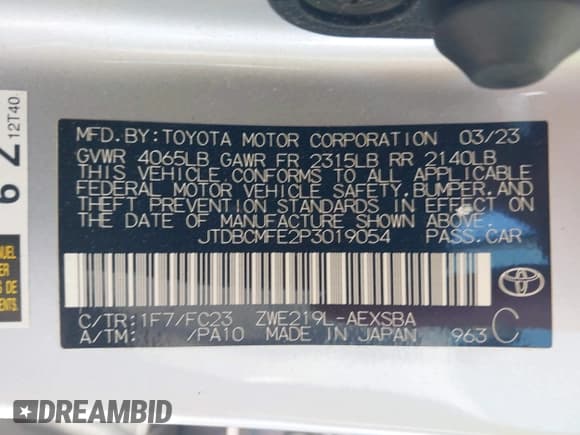 MFD.BY:TOYOTA MOTOR CORPORATION 03/23
GVWR 4065LB GAWR FR 2315LB RR 2140LB
THIS VEHICLE CONFORMS TO ALL APPLICABLE
FEDERAL MOTOR VEHICLE SAFETY, BUMPER, AND
THEFT PREVENTION STANDARDS IN EFFECT ON
THE DATE OF MANUFACTURE SHOWN ABOVE.
JTDBCMFE2P3019054 PASS.CAR
C/TR:1F7/FC23 ZWE219L-AEXSBA
A/TM: /PA10 MADE IN JAPAN 963 C
TOYOTA
12T40
DREAMBID